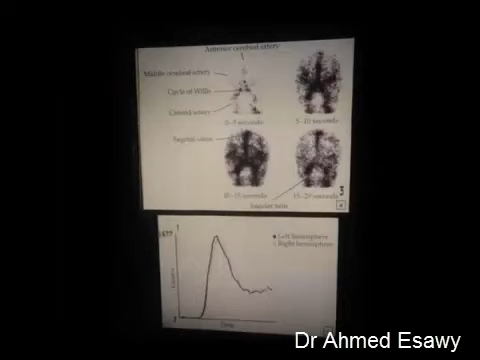 Anterior cerebral artery
Middle cerebral artery
Circle of Willis
Carotid artery
0-5 seconds
5-10 seconds
Sagittal sinus
10-15 seconds
15-20 seconds
Jugular vein
3
Left hemisphere
Right hemisphere
Counts
Time
Dr Ahmed Esawy